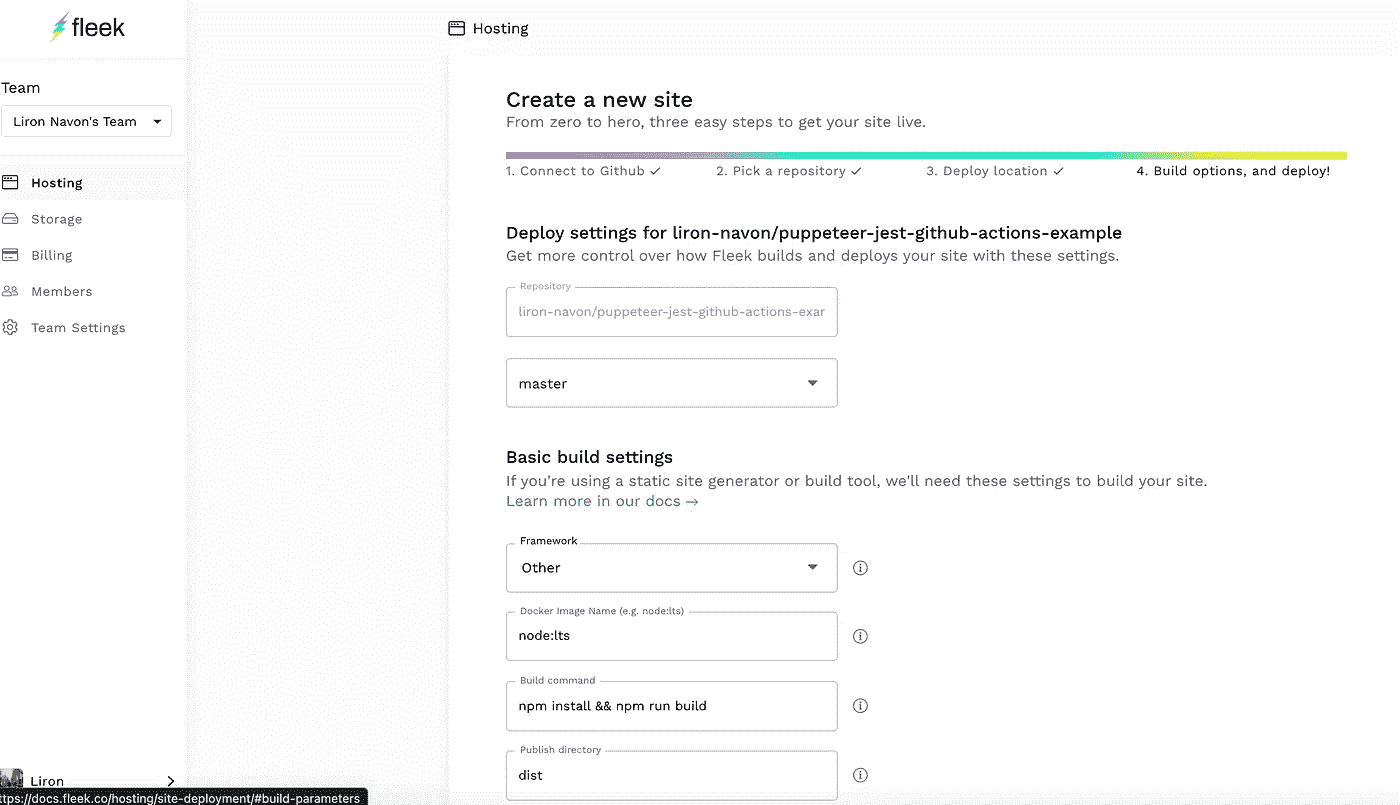 fleek
Team
Liron Navon's Team
Hosting
Storage
Billing
Members
Team Settings
Liron
ttps://docs.fleek.co/hosting/site-deployment/#build-parameters
Hosting
Create a new site
From zero to hero, three easy steps to get your site live.
1. Connect to Github ✓
2. Pick a repository ✓
3. Deploy location ✓
4. Build options, and deploy!
Deploy settings for liron-navon/puppeteer-jest-github-actions-example
Get more control over how Fleek builds and deploys your site with these settings.
Repository
liron-navon/puppeteer-jest-github-actions-exar
master
Basic build settings
If you're using a static site generator or build tool, we'll need these settings to build your site.
Learn more in our docs →
Framework
Other
Docker Image Name (e.g. node:lts)
node:lts
Build command
npm install && npm run build
Publish directory
dist